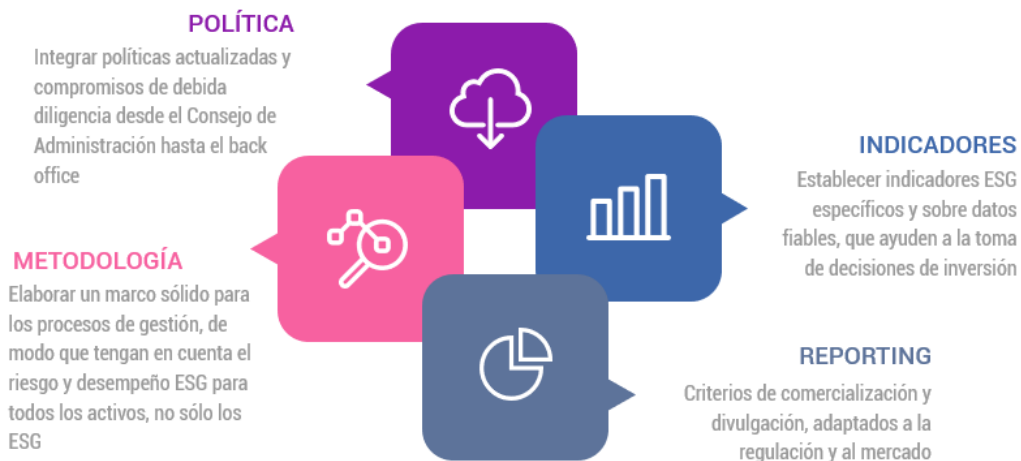 POLÍTICA
Integrar políticas actualizadas y
compromisos de debida
diligencia desde el Consejo de
Administración hasta el back
office
INDICADORES
Establecer indicadores ESG
específicos y sobre datos
fiables, que ayuden a la toma
de decisiones de inversión
METODOLOGÍA
Elaborar un marco sólido para
los procesos de gestión, de
modo que tengan en cuenta el
riesgo y desempeño ESG para
todos los activos, no sólo los
ESG
REPORTING
Criterios de comercialización y
divulgación, adaptados a la
regulación y al mercado